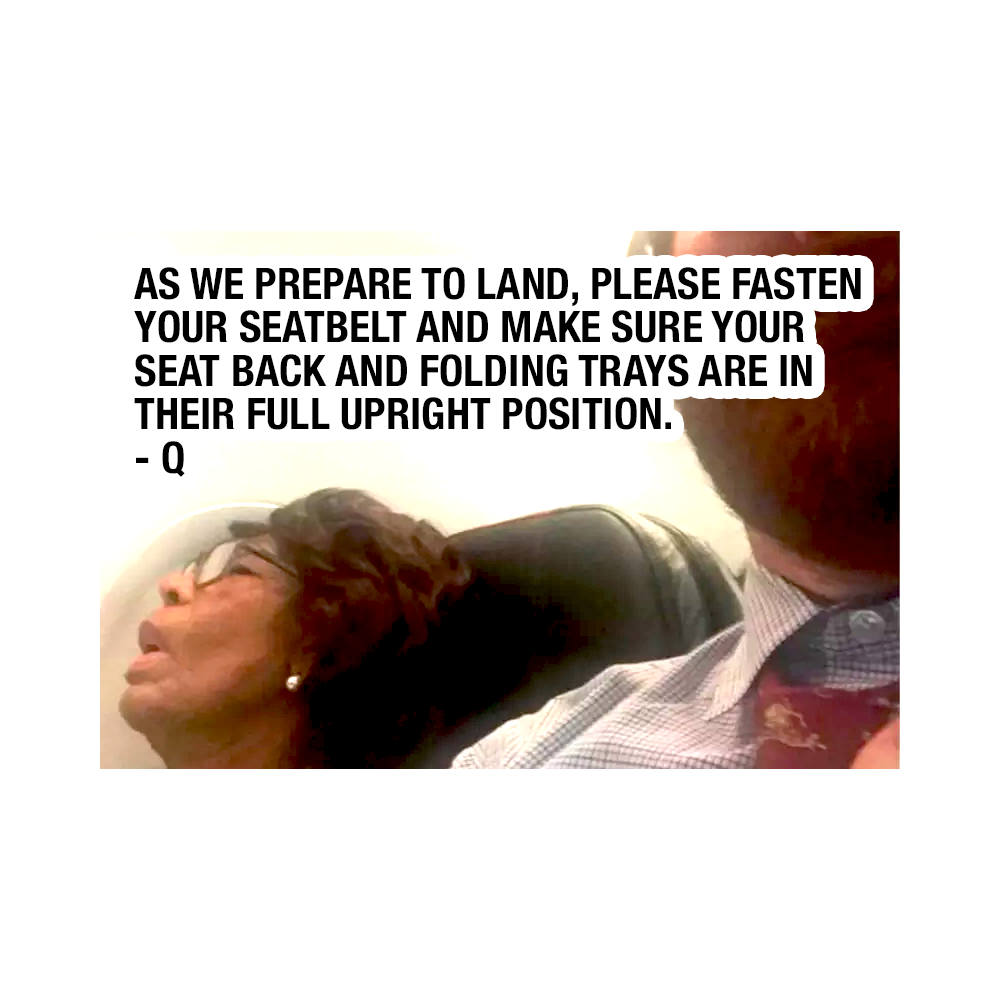 AS WE PREPARE TO LAND, PLEASE FASTEN
YOUR SEATBELT AND MAKE SURE YOUR
SEAT BACK AND FOLDING TRAYS ARE IN
THEIR FULL UPRIGHT POSITION.
- Q